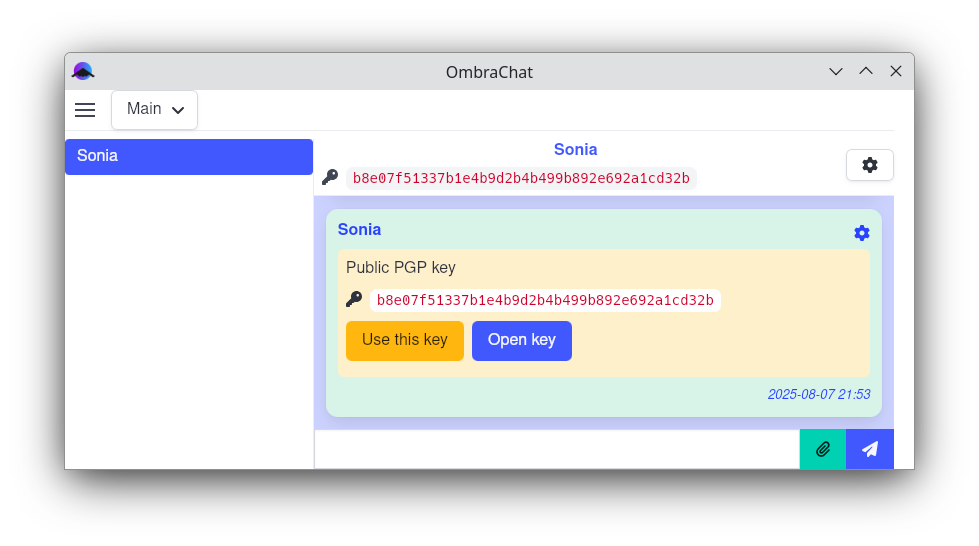 OmbraChat
Main
Sonia
Sonia
b8e07f51337b1e4b9d2b4b499b892e692a1cd32b
Sonia
Public PGP key
b8e07f51337b1e4b9d2b4b499b892e692a1cd32b
Use this key
Open key
2025-08-07 21:53